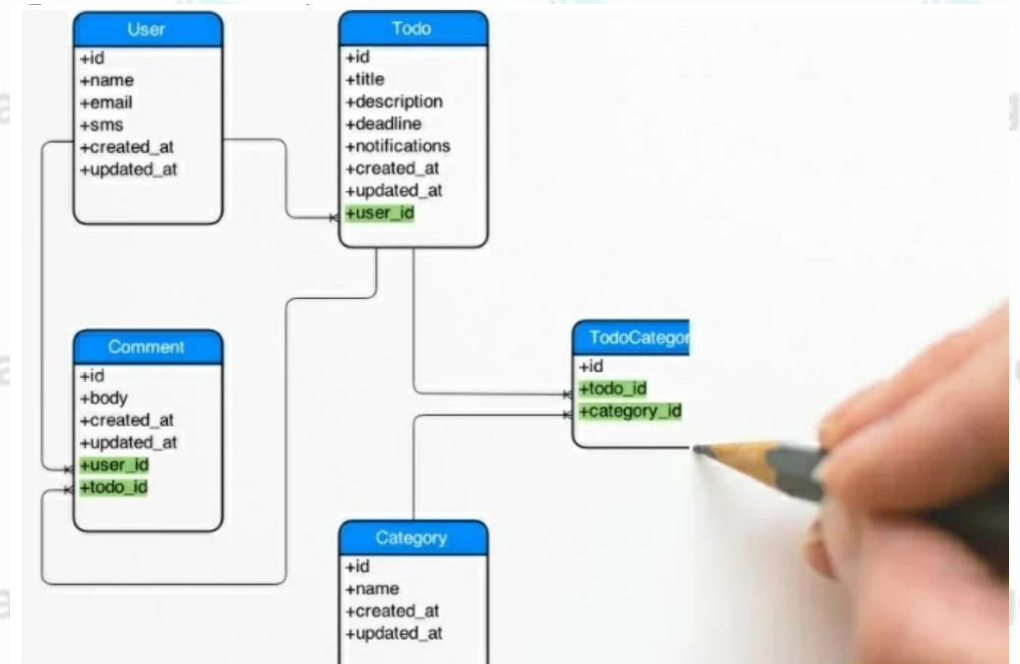 User
+id
+name
+email
+sms
+created_at
+updated_at
Todo
+id
+title
+description
+deadline
+notifications
+created_at
+updated_at
+user_id
Comment
+id
+body
+created_at
+updated_at
+user_id
+todo_id
TodoCategor
+id
+todo_id
+category_id
Category
+id
+name
+created_at
+updated_at